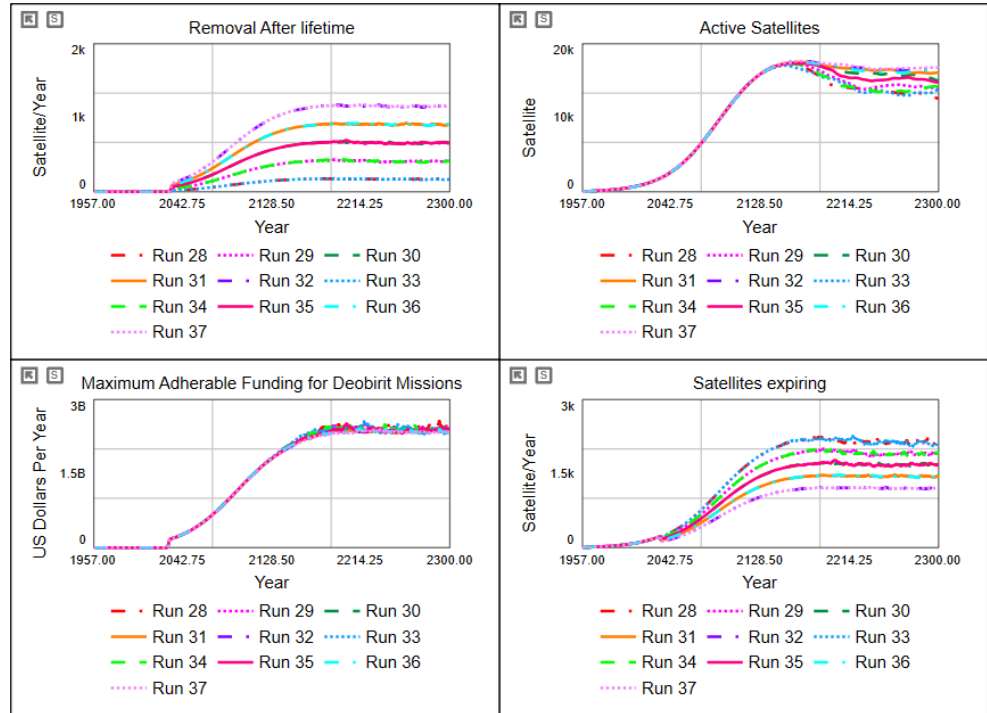 S
Removal After lifetime
2k
1k
0
Satellite/Year
1957.00 2042.75 2128.50 2214.25 2300.00
Year
Run 28 Run 29 Run 30
Run 31 Run 32 Run 33
Run 34 Run 35 Run 36
Run 37
S
Active Satellites
20k
10k
0
Satellite
1957.00 2042.75 2128.50 2214.25 2300.00
Year
Run 28 Run 29 Run 30
Run 31 Run 32 Run 33
Run 34 Run 35 Run 36
Run 37
S
Maximum Adherable Funding for Deobirit Missions
3B
1.5B
0
US Dollars Per Year
1957.00 2042.75 2128.50 2214.25 2300.00
Year
Run 28 Run 29 Run 30
Run 31 Run 32 Run 33
Run 34 Run 35 Run 36
Run 37
S
Satellites expiring
3k
1.5k
0
Satellite/Year
1957.00 2042.75 2128.50 2214.25 2300.00
Year
Run 28 Run 29 Run 30
Run 31 Run 32 Run 33
Run 34 Run 35 Run 36
Run 37